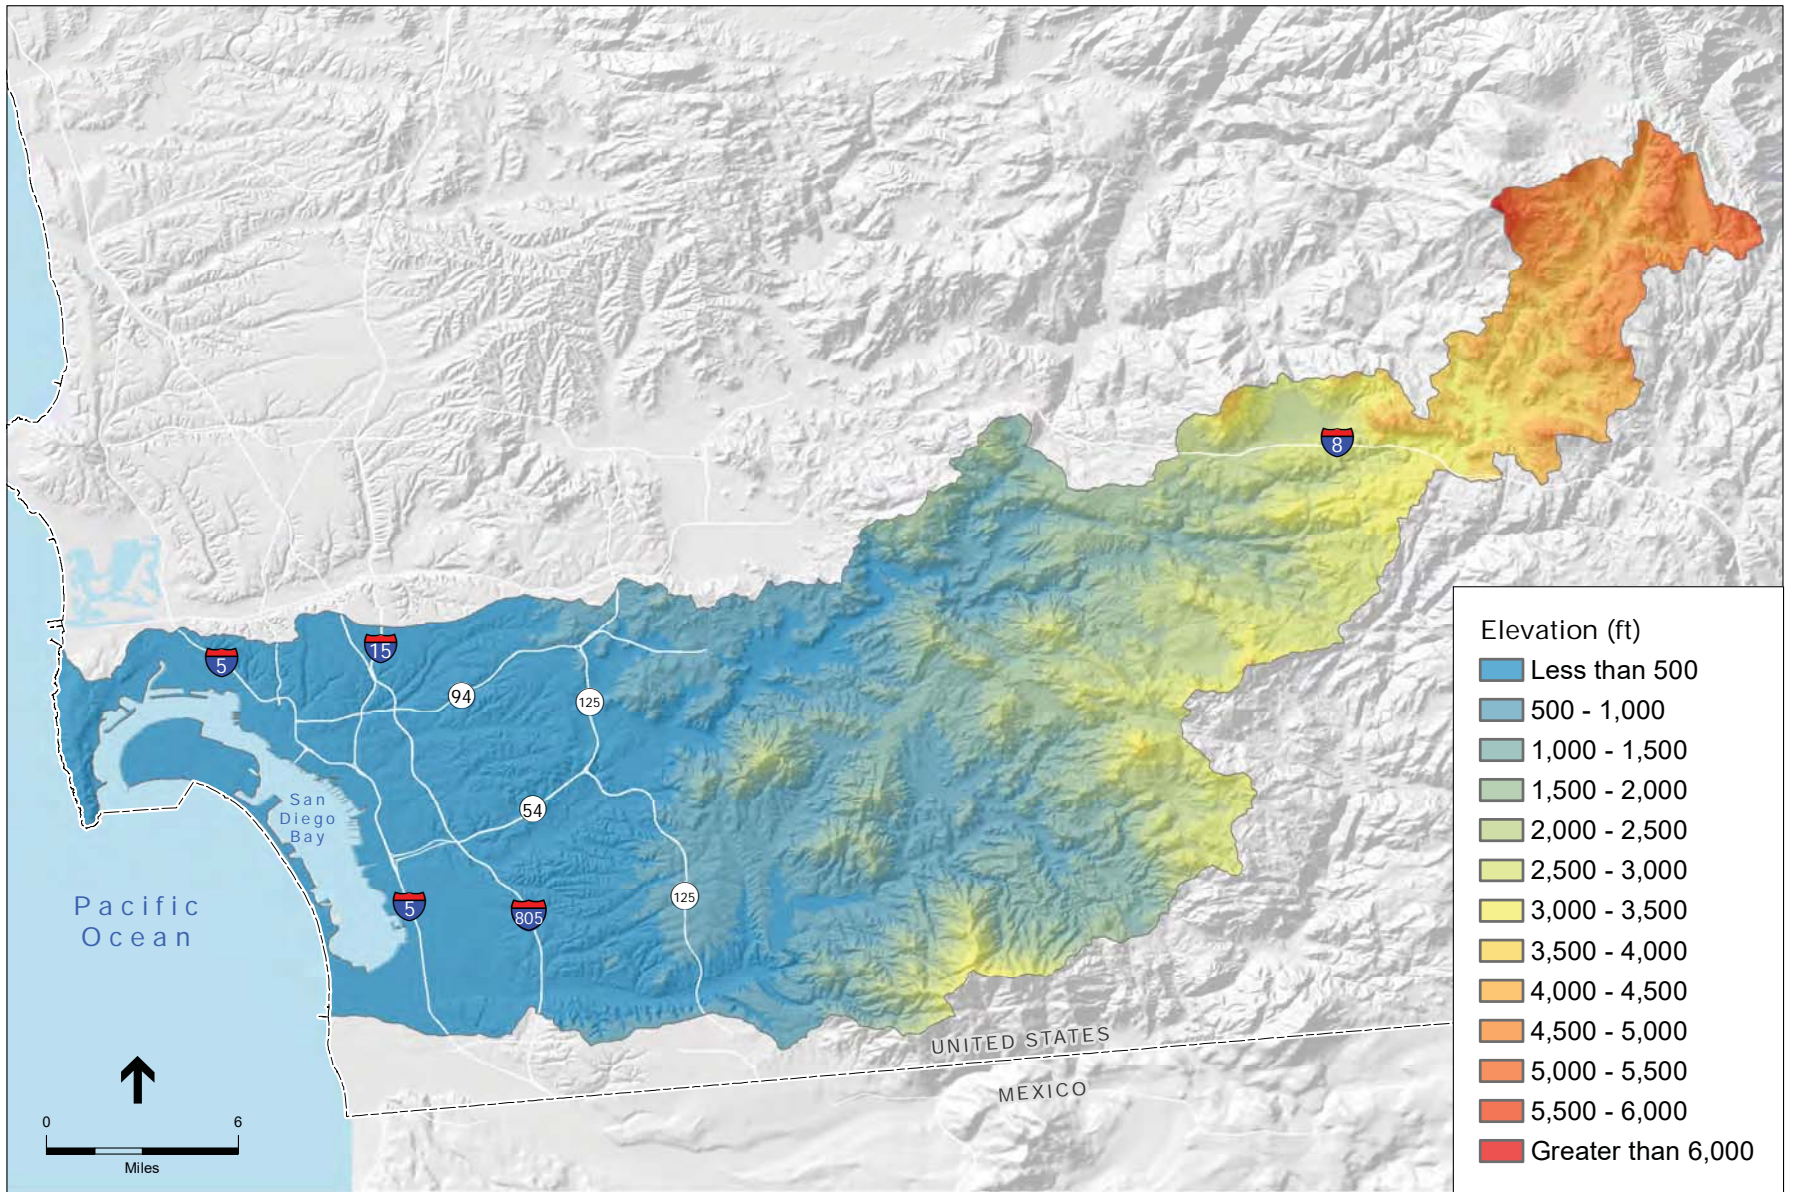 8
5
15
94
125
54
San
Diego
Bay
125
5
805
Pacific
Ocean
UNITED STATES
MEXICO
0 6
Miles
Elevation (ft)
Less than 500
500 - 1,000
1,000 - 1,500
1,500 - 2,000
2,000 - 2,500
2,500 - 3,000
3,000 - 3,500
3,500 - 4,000
4,000 - 4,500
4,500 - 5,000
5,000 - 5,500
5,500 - 6,000
Greater than 6,000